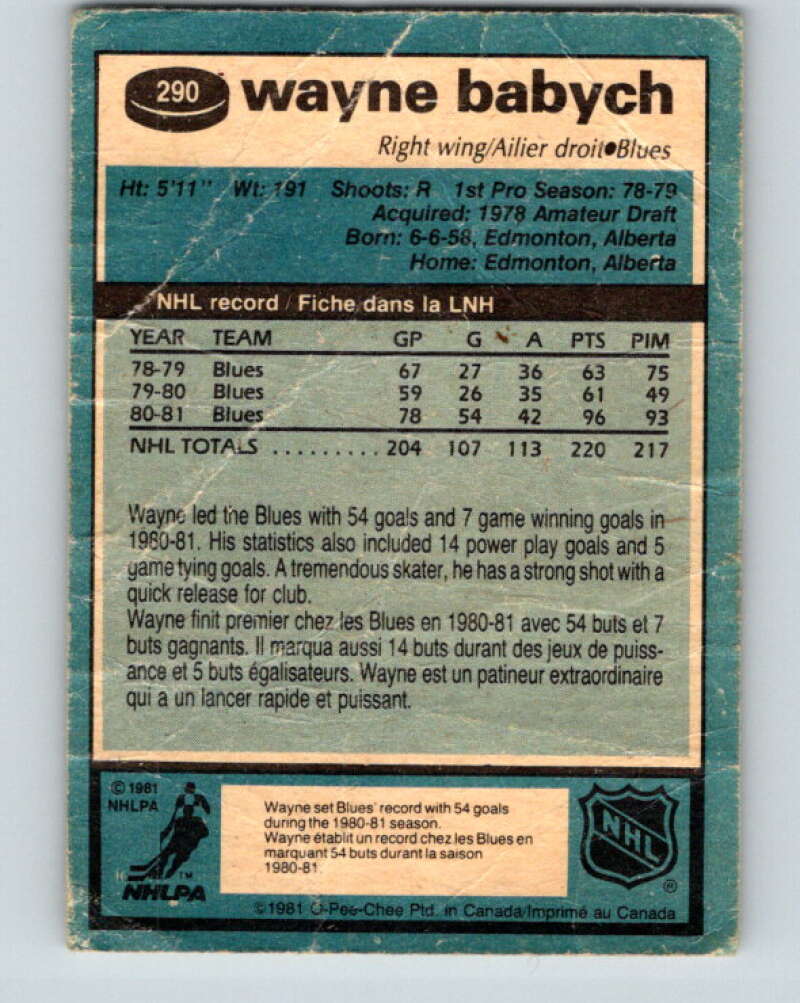 290 wayne babych
Right wing/Ailier droit•Blues
Ht: 5'11" Wt: 191 Shoots: R 1st Pro Season: 78-79
Acquired: 1978 Amateur Draft
Born: 6-6-58, Edmonton, Alberta
Home: Edmonton, Alberta
NHL record / Fiche dans la LNH
YEAR TEAM GP G A PTS PIM
78-79 Blues 67 27 36 63 75
79-80 Blues 59 26 35 61 49
80-81 Blues 78 54 42 96 93
NHL TOTALS ......... 204 107 113 220 217
Wayne led the Blues with 54 goals and 7 game winning goals in
1980-81. His statistics also included 14 power play goals and 5
game tying goals. A tremendous skater, he has a strong shot with a
quick release for club.
Wayne finit premier chez les Blues en 1980-81 avec 54 buts et 7
buts gagnants. Il marqua aussi 14 buts durant des jeux de puiss-
ance et 5 buts égalisateurs. Wayne est un patineur extraordinaire
qui a un lancer rapide et puissant.
© 1981
NHLPA
TM
NHLPA
Wayne set Blues' record with 54 goals
during the 1980-81 season.
Wayne établit un record chez les Blues en
marquant 54 buts durant la saison
1980-81.
NHL
®
©1981 O-Pee-Chee Ptd. in Canada/Imprimé au Canada